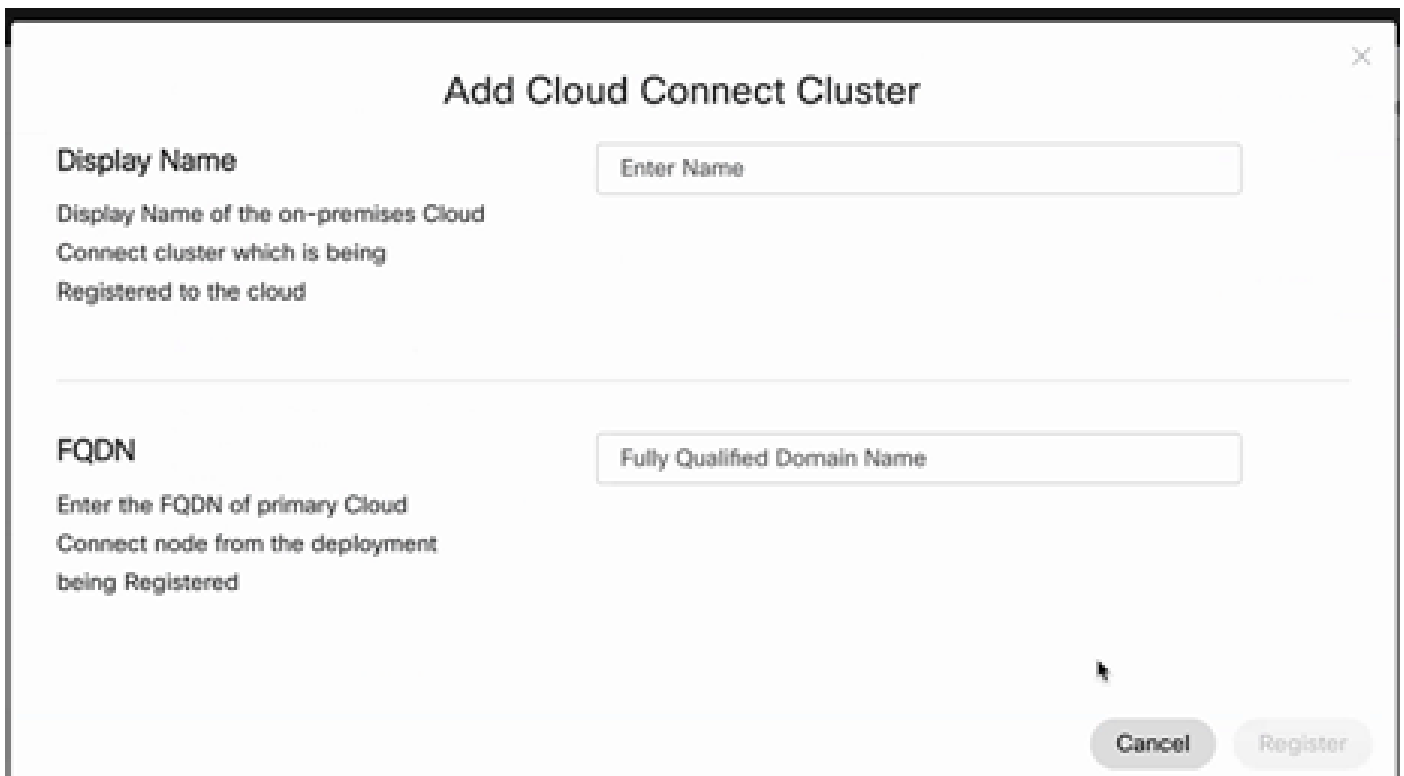 Add Cloud Connect Cluster
Display Name
Enter Name
Display Name of the on-premises Cloud
Connect cluster which is being
Registered to the cloud
FQDN
Fully Qualified Domain Name
Enter the FQDN of primary Cloud
Connect node from the deployment
being Registered
Cancel
Register